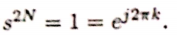 s^{2N} = 1 = e^{j2πk}.